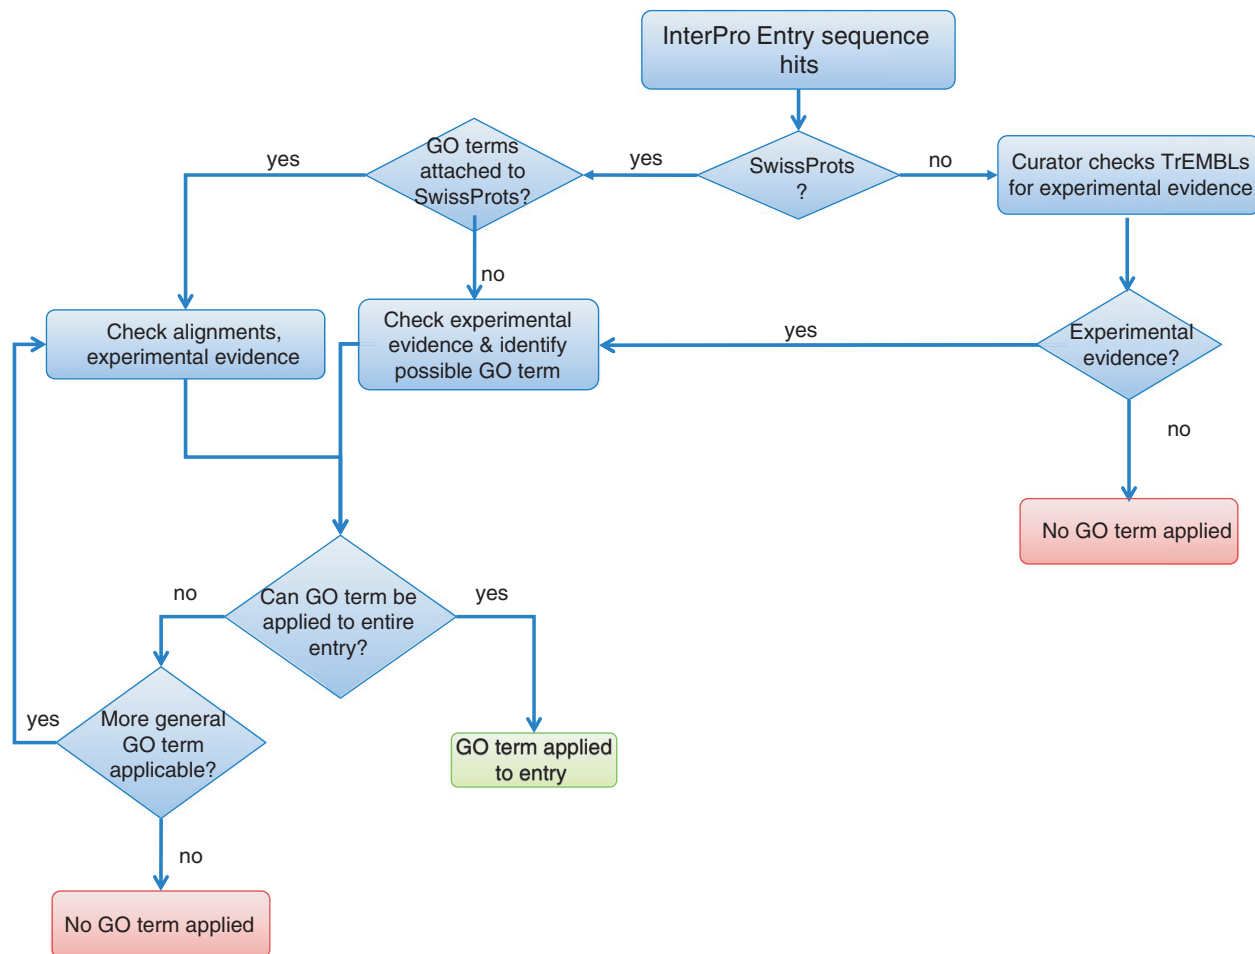 InterPro Entry sequence
hits
GO terms
attached to
SwissProts?
yes
yes
SwissProts
?
no
Curator checks TrEMBLs
for experimental evidence
no
Check alignments,
experimental evidence
Check experimental
evidence & identify
possible GO term
yes
Experimental
evidence?
no
No GO term applied
no
Can GO term be
applied to entire
entry?
yes
yes
More general
GO term
applicable?
GO term applied
to entry
no
No GO term applied